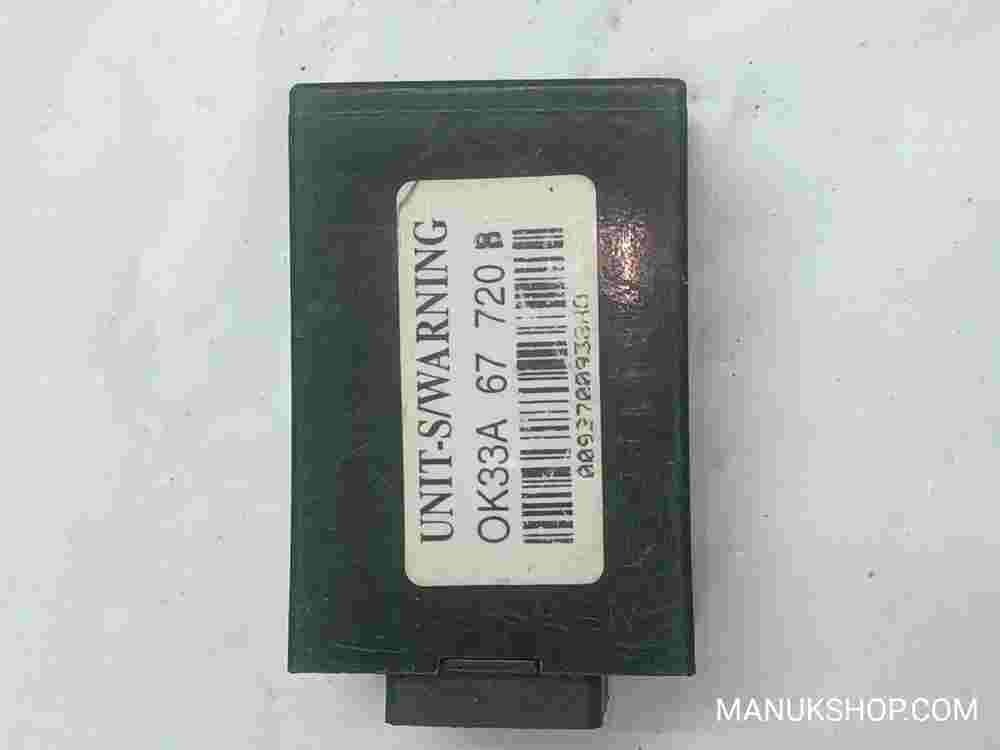 UNIT-S/WARNING
OK33A 67 720 B
MANUKSHOP.COM